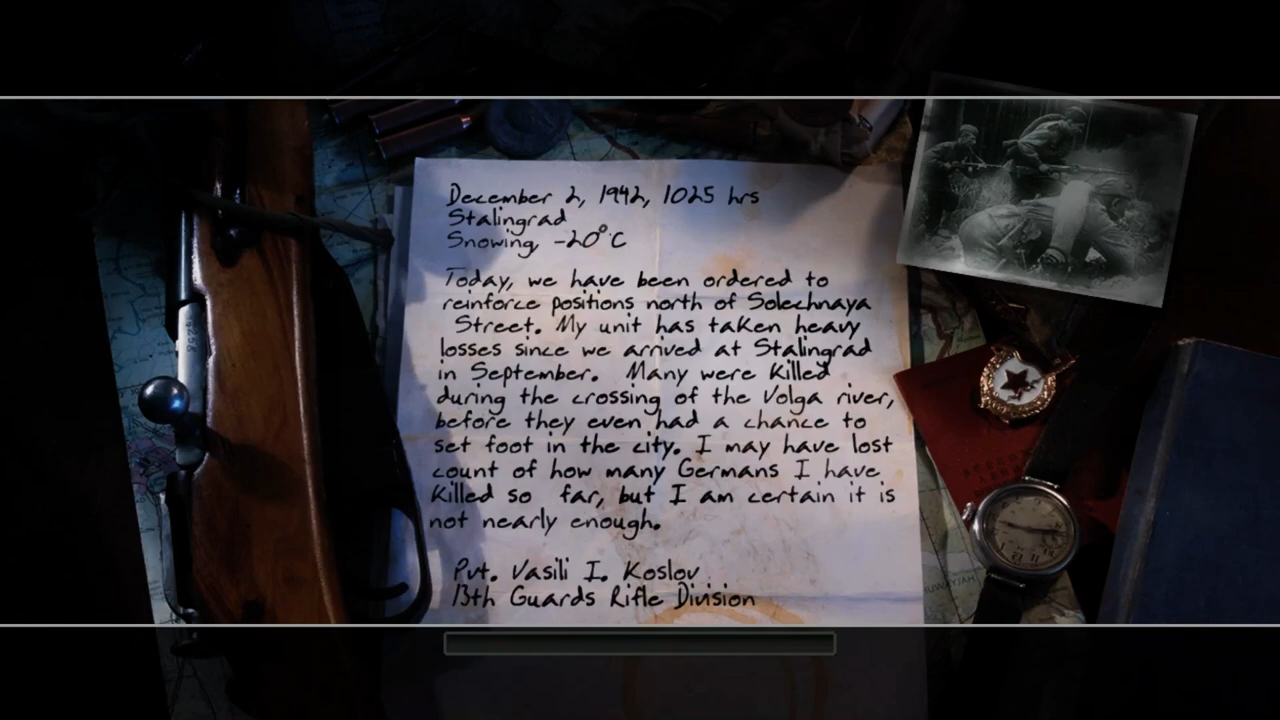 December 2, 1942, 1025 hrs
Stalingrad
Snowing, -20°C
Today, we have been ordered to
reinforce positions north of Solechnaya
Street. My unit has taken heavy
losses since we arrived at Stalingrad
in September. Many were killed
during the crossing of the Volga river,
before they even had a chance to
set foot in the city. I may have lost
count of how many Germans I have
killed so far, but I am certain it is
not nearly enough.
Pvt. Vasili I. Koslov
13th Guards Rifle Division